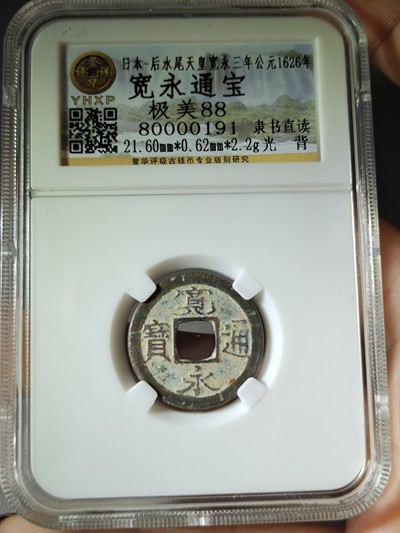 日本-后水尾天皇宽永三年公元1626年
宽永通宝
YHXP
极美88
80000191 隶书直读
21.60mm*0.62mm*2.2g光 背
誉华评级古钱币专业版别研究
寛
寳 通
永